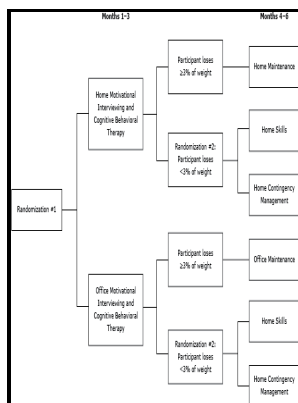 Months 1-3
Months 4-6
Participant loses
≥3% of weight
Home Maintenance
Home Motivational
Interviewing and
Cognitive Behavioral
Therapy
Randomization #2:
Participant loses
<3% of weight
Home Skills
Home Contingency
Management
Randomization #1
Participant loses
≥3% of weight
Office Maintenance
Office Motivational
Interviewing and
Cognitive Behavioral
Therapy
Randomization #2:
Participant loses
<3% of weight
Home Skills
Home Contingency
Management